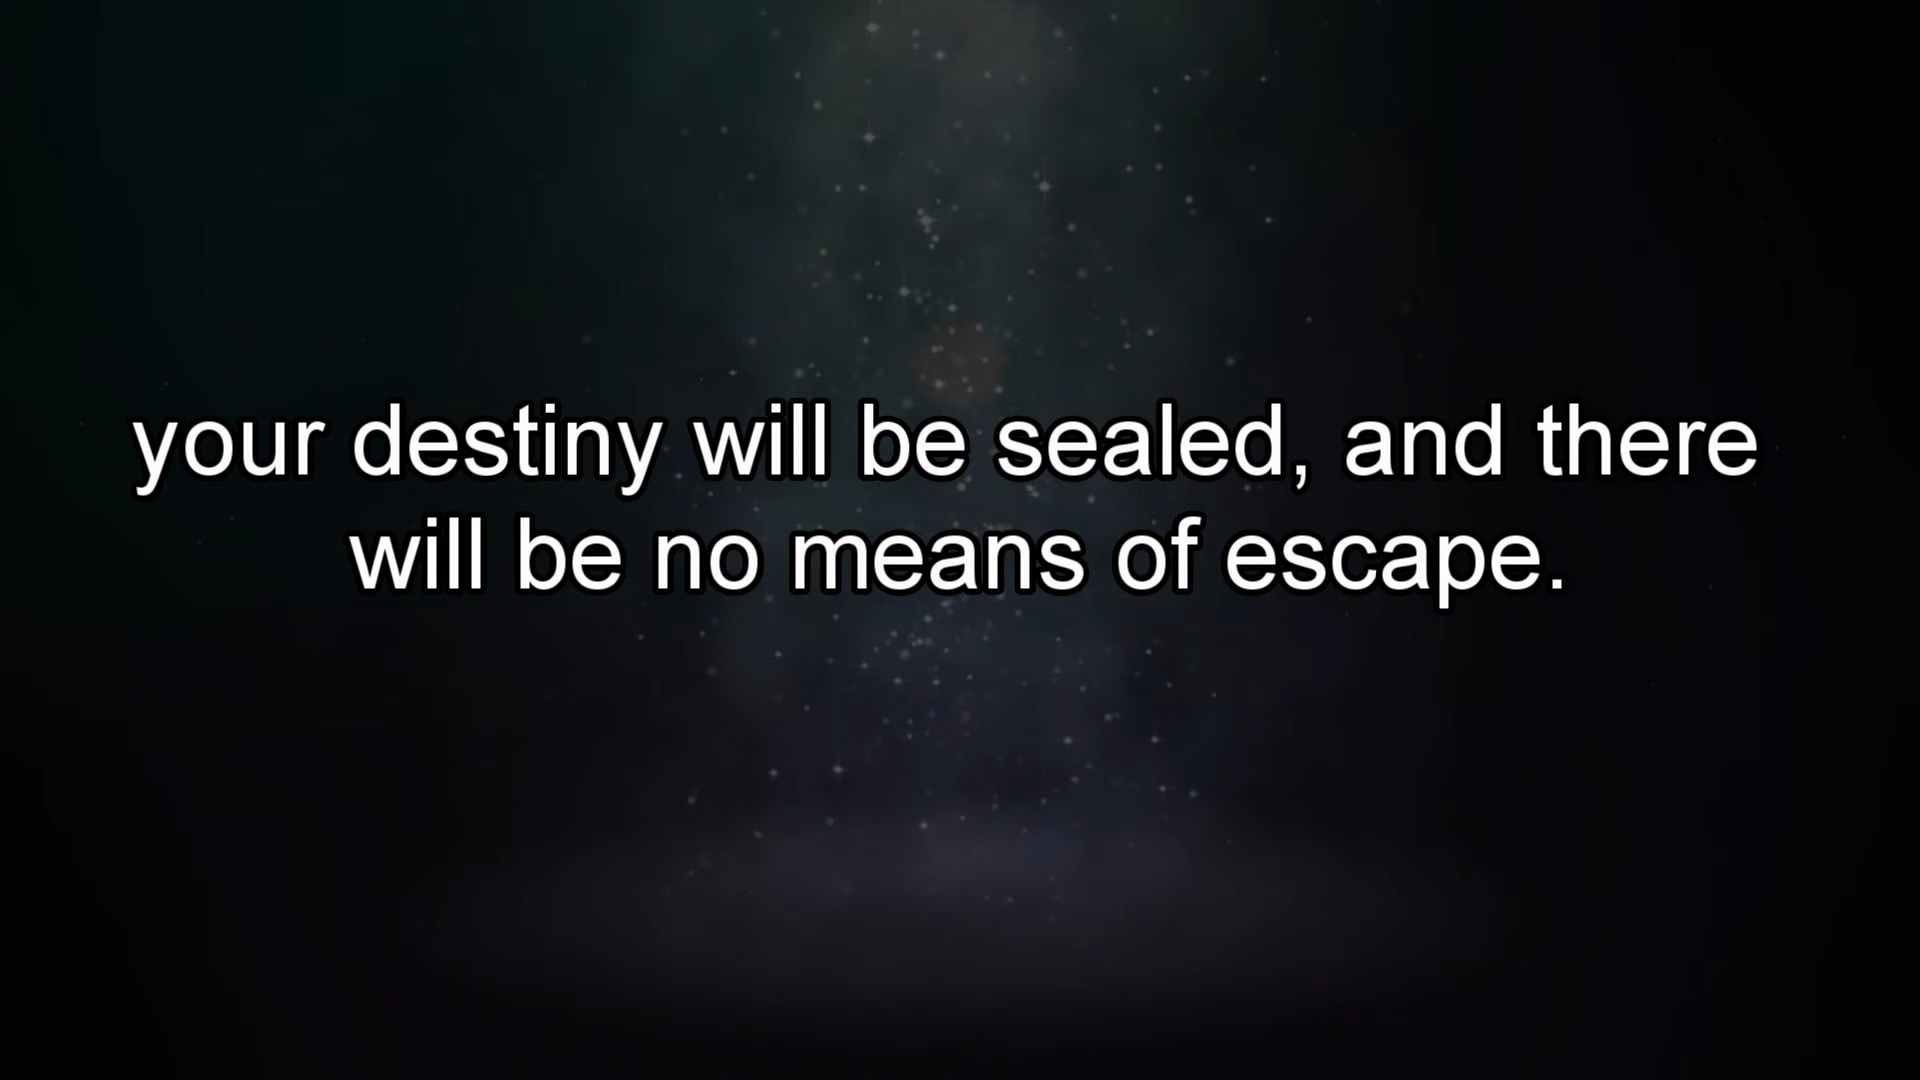 your destiny will be sealed, and there
will be no means of escape.